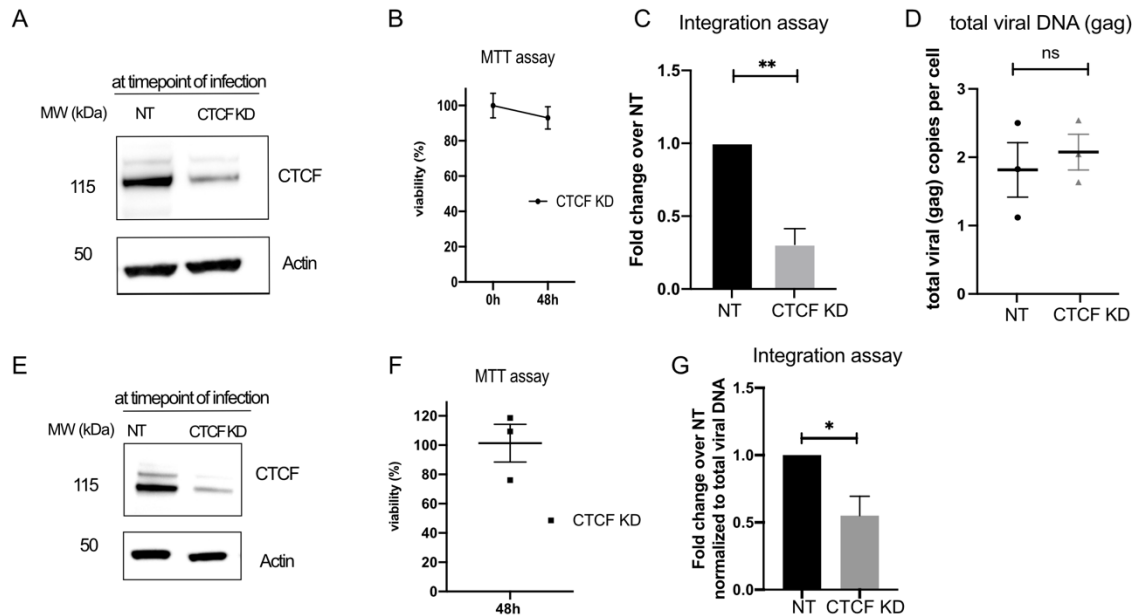 A
at timepoint of infection
MW (kDa)
NT
CTCF KD
115
CTCF
50
Actin
B
MTT assay
viability (%)
100
80
60
40
20
0
0h
48h
CTCF KD
C
Integration assay
**
Fold change over NT
1.5
1.0
0.5
0.0
NT
CTCF KD
D
total viral DNA (gag)
ns
total viral (gag) copies per cell
3
2
1
0
NT
CTCF KD
E
at timepoint of infection
MW (kDa)
NT
CTCF KD
115
CTCF
50
Actin
F
MTT assay
viability (%)
120
100
80
60
40
20
0
48h
CTCF KD
G
Integration assay
*
Fold change over NT
normalized to total viral DNA
1.5
1.0
0.5
0.0
NT
CTCF KD